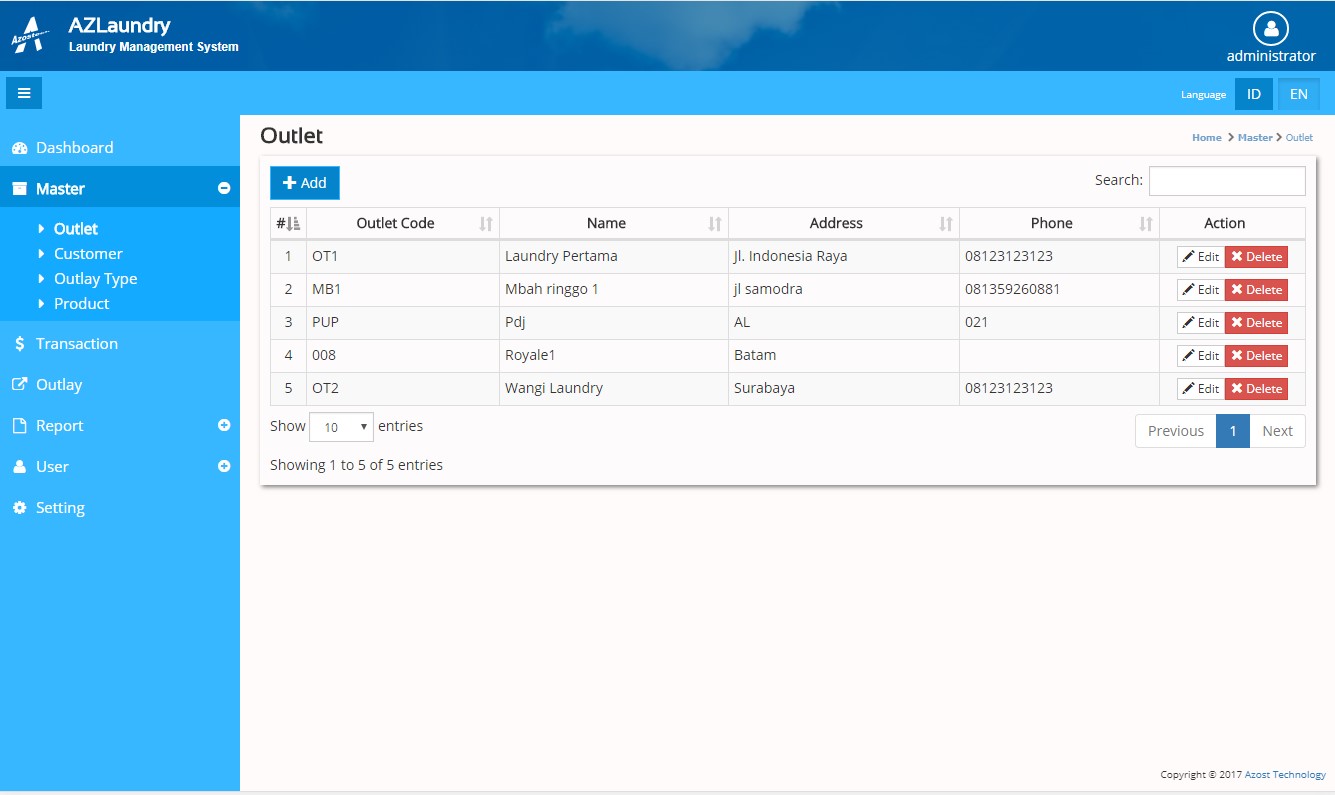 Azostech
AZLaundry
Laundry Management System
administrator
Language ID EN
Dashboard
Master
Outlet
Customer
Outlay Type
Product
Transaction
Outlay
Report
User
Setting
Outlet
Home Master Outlet
Add
Search:
# Outlet Code Name Address Phone Action
1 OT1 Laundry Pertama Jl. Indonesia Raya 08123123123 Edit Delete
2 MB1 Mbah ringgo 1 jl samodra 081359260881 Edit Delete
3 PUP Pdj AL 021 Edit Delete
4 008 Royale1 Batam Edit Delete
5 OT2 Wangi Laundry Surabaya 08123123123 Edit Delete
Show 10 entries
Previous 1 Next
Showing 1 to 5 of 5 entries
Copyright © 2017 Azost Technology